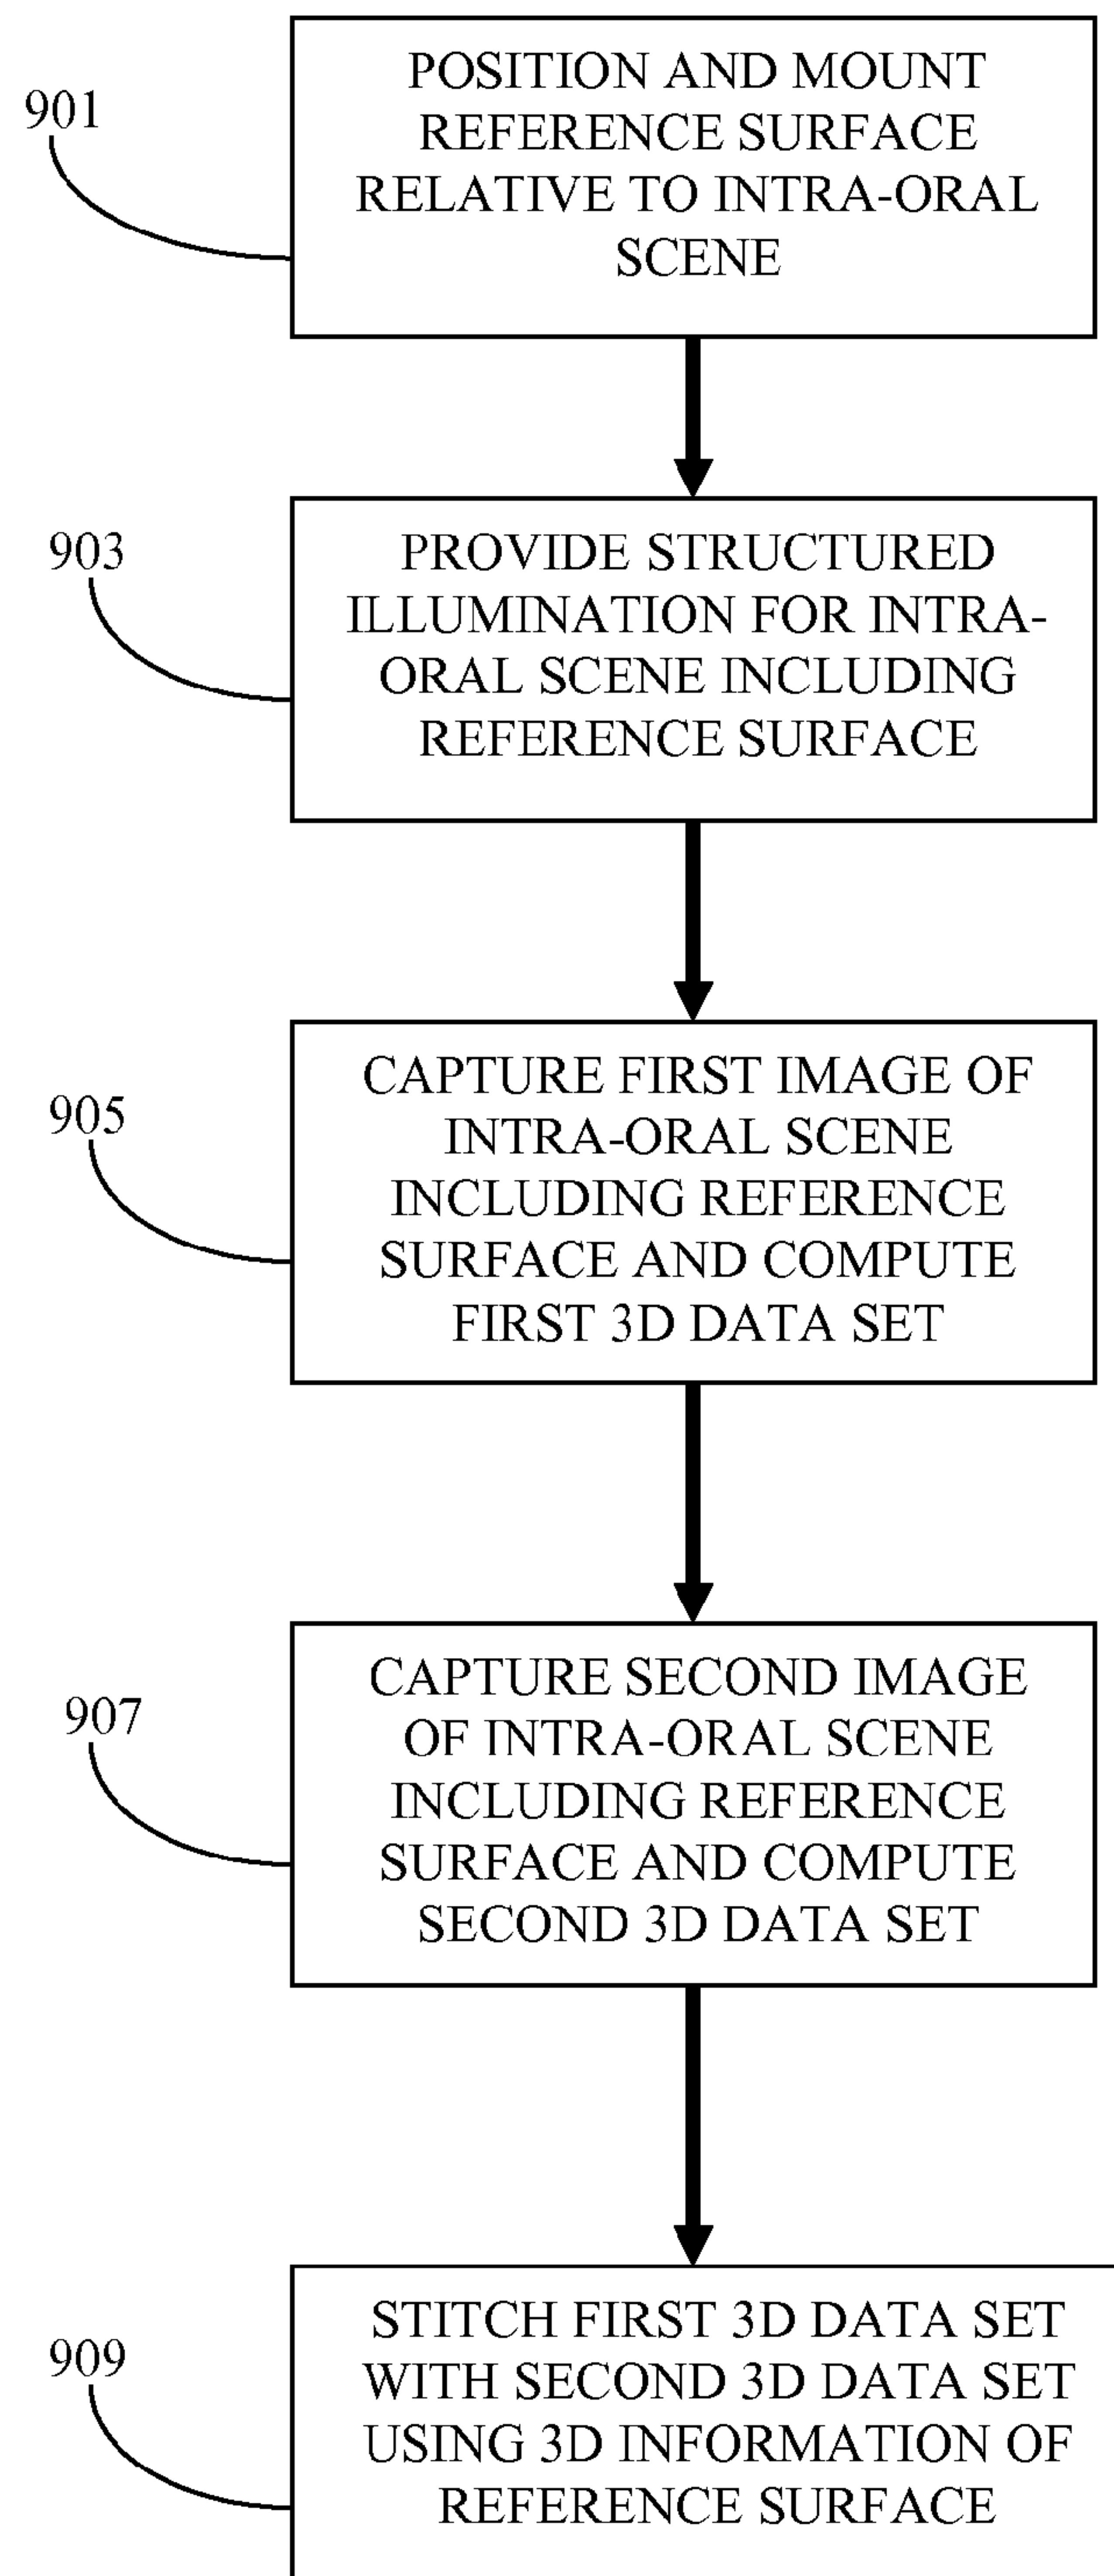 901
POSITION AND MOUNT
REFERENCE SURFACE
RELATIVE TO INTRA-ORAL
SCENE
903
PROVIDE STRUCTURED
ILLUMINATION FOR INTRA-
ORAL SCENE INCLUDING
REFERENCE SURFACE
905
CAPTURE FIRST IMAGE OF
INTRA-ORAL SCENE
INCLUDING REFERENCE
SURFACE AND COMPUTE
FIRST 3D DATA SET
907
CAPTURE SECOND IMAGE
OF INTRA-ORAL SCENE
INCLUDING REFERENCE
SURFACE AND COMPUTE
SECOND 3D DATA SET
909
STITCH FIRST 3D DATA SET
WITH SECOND 3D DATA SET
USING 3D INFORMATION OF
REFERENCE SURFACE